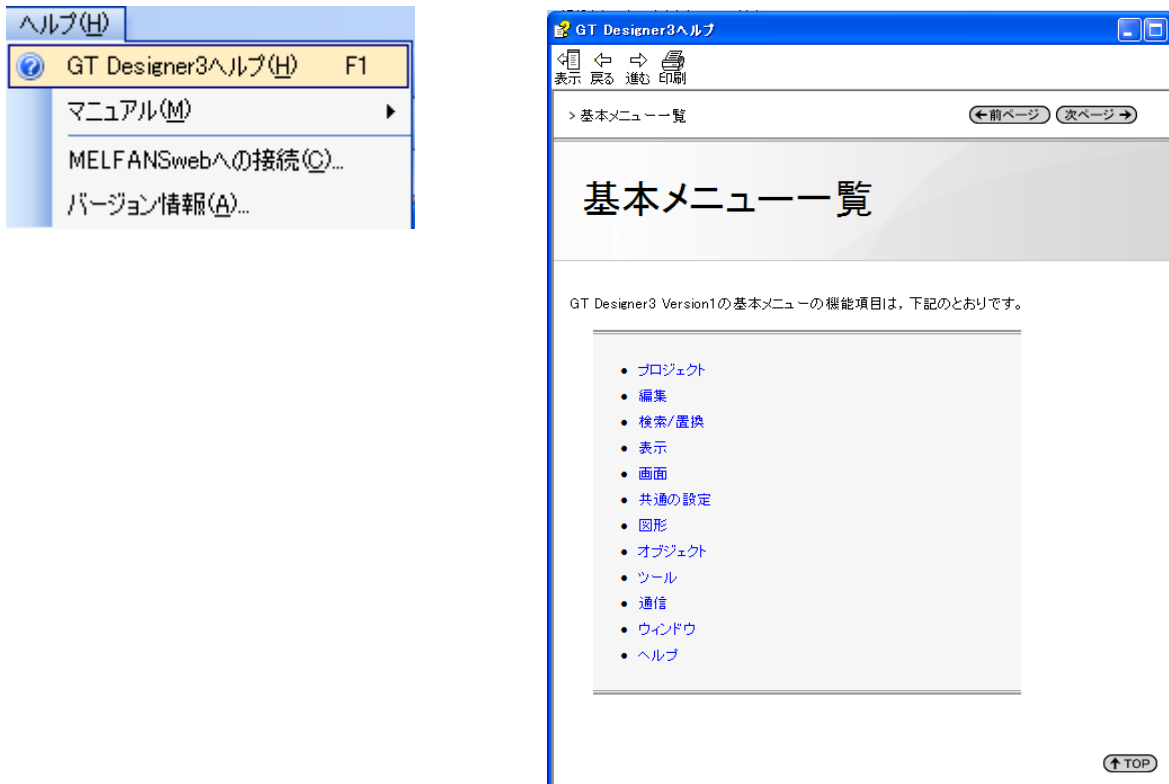 ヘルプ(H)
GT Designer3ヘルプ(H) F1
マニュアル(M)
MELFANSwebへの接続(C)...
バージョン情報(A)...
GT Designer3ヘルプ
表示 戻る 進む 印刷
> 基本メニュー一覧
←前ページ 次ページ→
基本メニュー一覧
GT Designer3 Version1の基本メニューの機能項目は，下記のとおりです。
• プロジェクト
• 編集
• 検索/置換
• 表示
• 画面
• 共通の設定
• 図形
• オブジェクト
• ツール
• 通信
• ウィンドウ
• ヘルプ
↑TOP